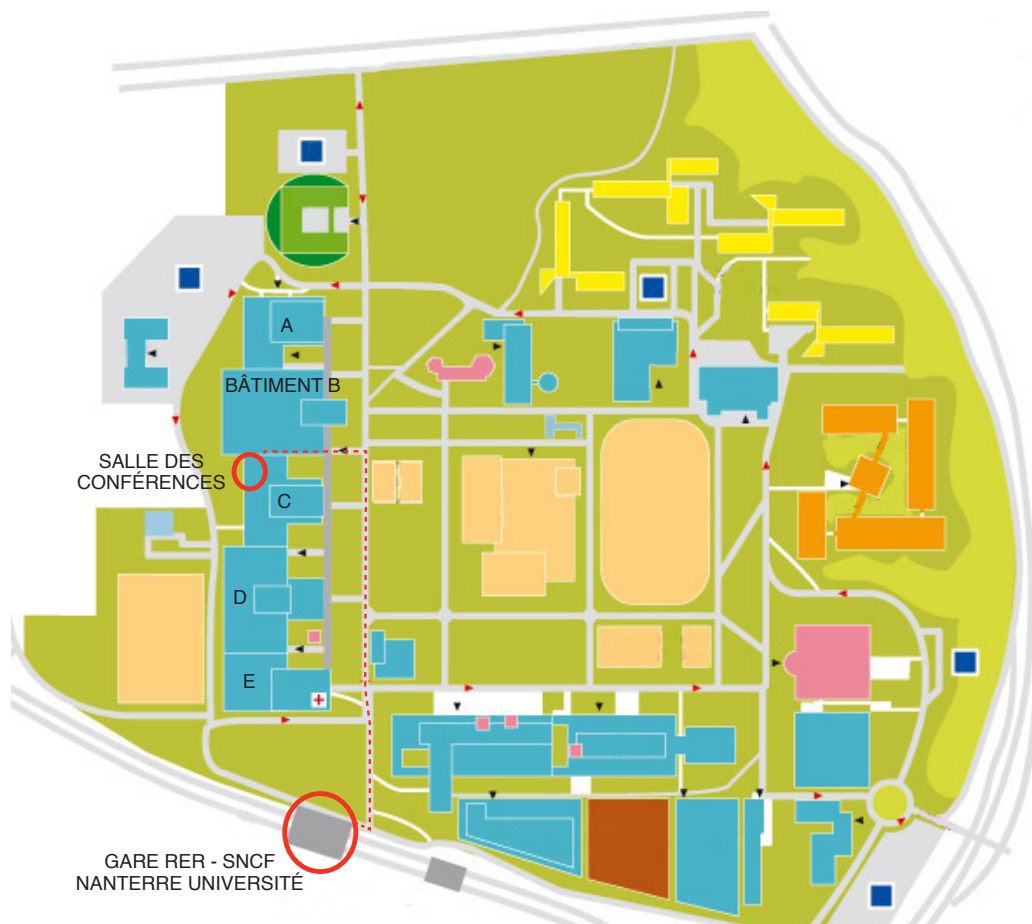 A
BÂTIMENT B
SALLE DES
CONFÉRENCES
C
D
E
GARE RER - SNCF
NANTERRE UNIVERSITÉ